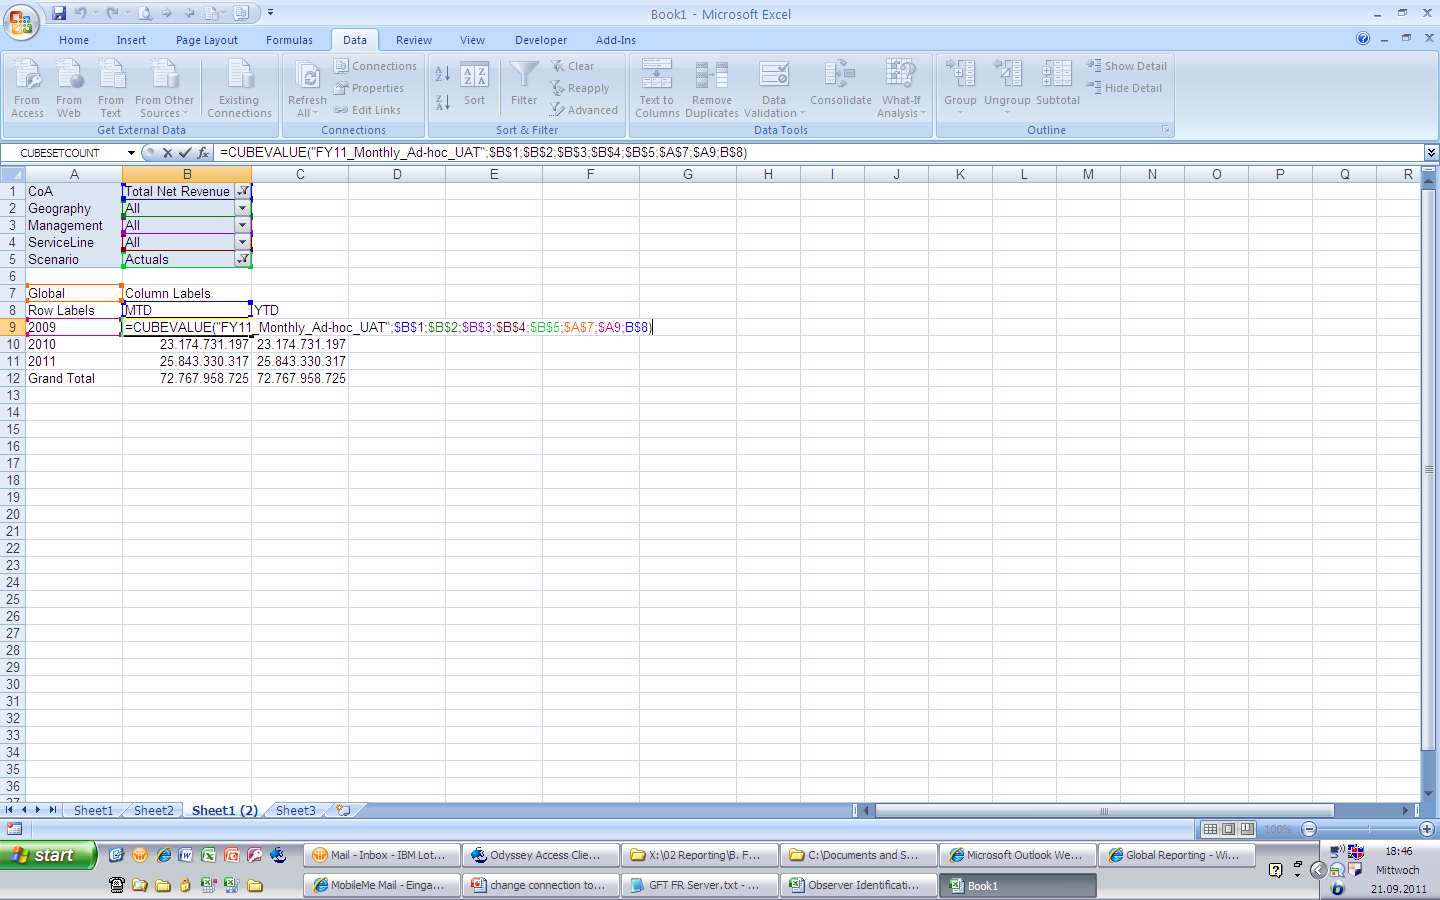 Book1 - Microsoft Excel
Home Insert Page Layout Formulas Data Review View Developer Add-Ins
From Access
From Web
From Text
From Other Sources
Existing Connections
Get External Data
Refresh All
Connections
Properties
Edit Links
Connections
Sort
Filter
Clear
Reapply
Advanced
Sort & Filter
Text to Columns
Remove Duplicates
Data Validation
Consolidate
What-If Analysis
Data Tools
Group
Ungroup
Subtotal
Show Detail
Hide Detail
Outline
CUBESETCOUNT =CUBEVALUE("FY11_Monthly_Ad-hoc_UAT";$B$1;$B$2;$B$3;$B$4;$B$5;$A$7;$A9;B$8)
A B C D E F G H I J K L M N O P Q R
1 CoA Total Net Revenue
2 Geography All
3 Management All
4 ServiceLine All
5 Scenario Actuals
6
7 Global Column Labels
8 Row Labels MTD YTD
9 2009 =CUBEVALUE("FY11_Monthly_Ad-hoc_UAT";$B$1;$B$2;$B$3;$B$4;$B$5;$A$7;$A9;B$8)
10 2010 23.174.731.197 23.174.731.197
11 2011 25.843.330.317 25.843.330.317
12 Grand Total 72.767.958.725 72.767.958.725
13
14
15
16
17
18
19
20
21
22
23
24
25
26
27
28
29
30
31
32
33
34
35
36
37
Sheet1 Sheet2 Sheet1 (2) Sheet3
100%
start
Mail - Inbox - IBM Lot... Odyssey Access Clie... X:\02 Reporting\B. F... C:\Documents and S... Microsoft Outlook We... Global Reporting - Wi... 18:46
Mittwoch
MobileMe Mail - Einga... change connection to... GFT FR Server.txt - ... Observer Identificati... Book1 21.09.2011